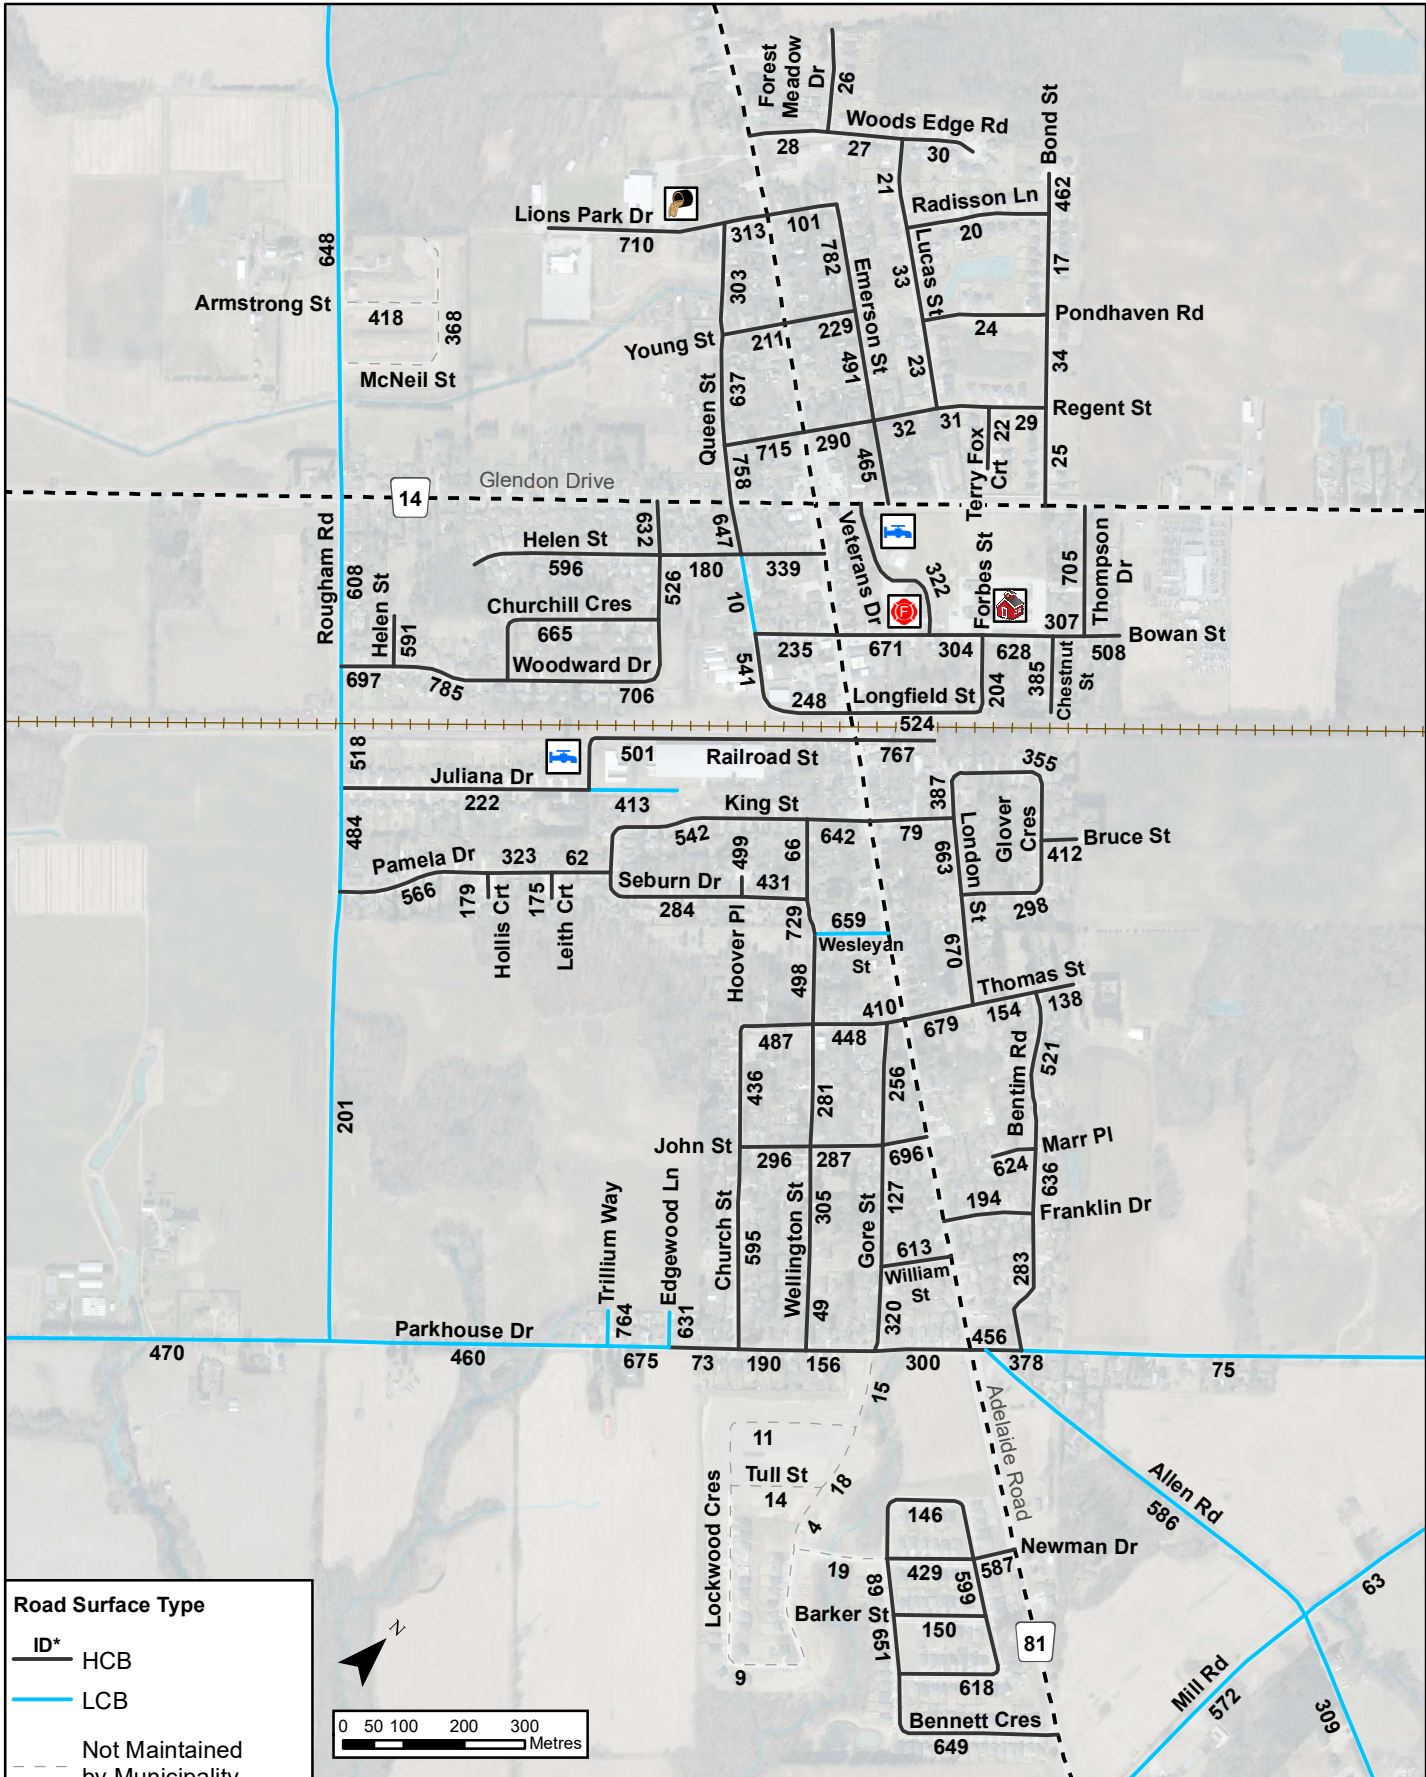 Forest
Meadow
Dr
26
Woods Edge Rd
28
27
30
Bond St
21
462
Radisson Ln
20
Lions Park Dr
313
101
710
782
Lucas St
648
303
33
17
Emerson St
Armstrong St
418
368
Pondhaven Rd
24
Young St
211
229
McNeil St
637
491
23
34
Queen St
Regent St
31
32
22
29
715
290
758
465
Terry Fox
Crt
25
Glendon Drive
14
Rougham Rd
632
647
Veterans Dr
Forbes St
Thompson
Dr
705
Helen St
596
180
339
608
526
10
322
Helen St
591
Churchill Cres
665
307
Bowan St
235
671
304
628
508
Woodward Dr
541
385
Chestnut
St
697
785
706
248
Longfield St
204
524
518
501
Railroad St
767
355
Juliana Dr
222
413
387
King St
Glover
Cres
484
542
499
66
642
79
London
St
663
Bruce St
412
Pamela Dr
323
62
566
179
175
Seburn Dr
431
284
298
Hollis Crt
Leith Crt
Hoover Pl
729
659
Wesleyan
St
498
670
Thomas St
410
679
154
138
487
448
436
281
256
Bentim Rd
521
201
John St
296
287
696
Marr Pl
624
636
Trillium Way
Edgewood Ln
Church St
Wellington St
305
Gore St
127
194
Franklin Dr
595
613
William
St
283
764
631
49
320
Parkhouse Dr
470
460
675
73
190
156
300
456
378
75
15
Adelaide Road
11
Tull St
14
18
Lockwood Cres
4
146
Allen Rd
586
19
89
429
599
587
Newman Dr
63
Barker St
150
651
81
9
618
Mill Rd
572
309
Bennett Cres
649
Road Surface Type
ID*
HCB
LCB
Not Maintained
by Municipality
N
0 50 100 200 300
Metres
F